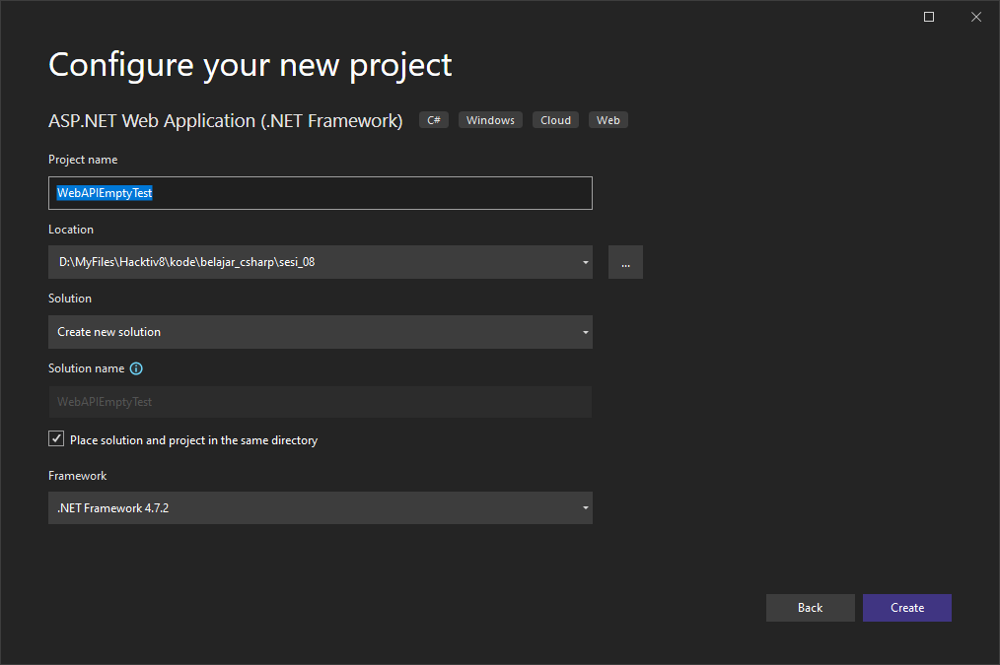 Configure your new project
ASP.NET Web Application (.NET Framework) C# Windows Cloud Web
Project name
WebAPIEmptyTest
Location
D:\MyFiles\Hacktiv8\kode\belajar_csharp\sesi_08 ...
Solution
Create new solution
Solution name
WebAPIEmptyTest
Place solution and project in the same directory
Framework
.NET Framework 4.7.2
Back Create